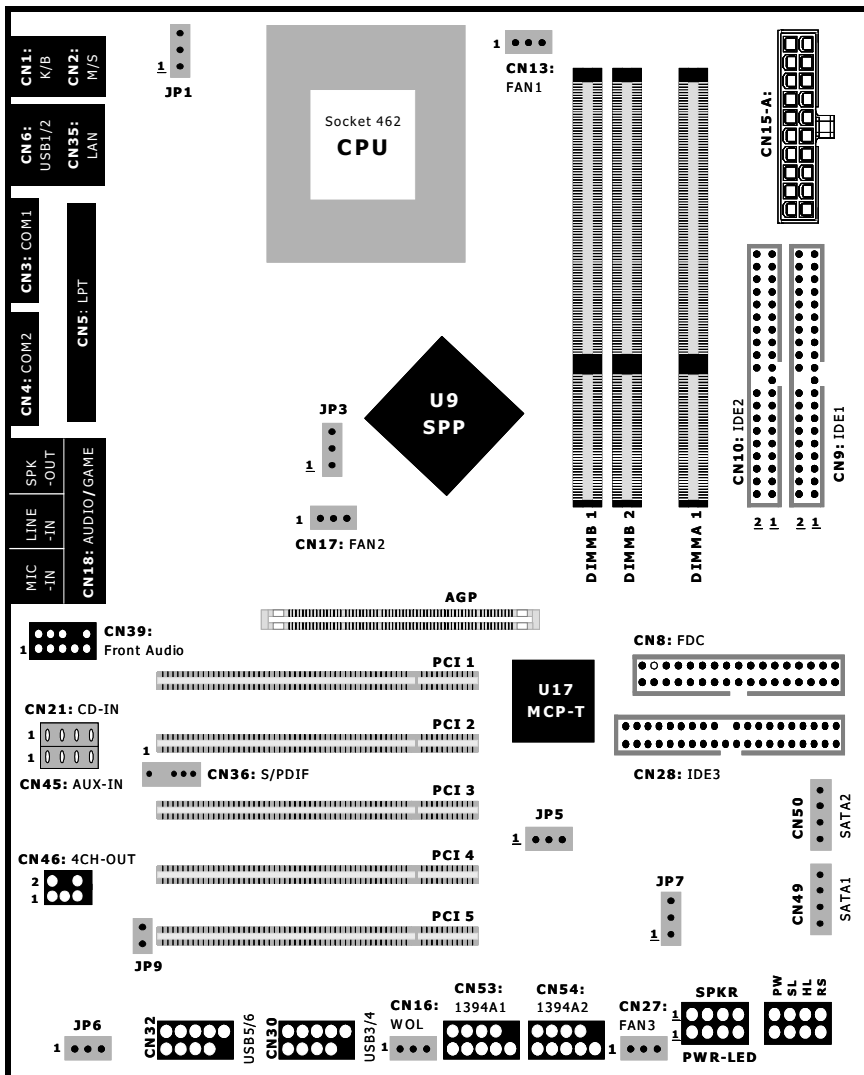 CN1: K/B
CN2: M/S
1
JP1
Socket 462
CPU
1
CN13:
FAN1
CN15-A:
CN6: USB1/2
CN35: LAN
CN3: COM1
CN4: COM2
CN5: LPT
U9
SPP
JP3
1
1
CN17: FAN2
DIMMB 1
DIMMB 2
DIMMA 1
CN10: IDE2
CN9: IDE1
2 1 2 1
SPK -OUT
LINE -IN
MIC -IN
CN18: AUDIO/GAME
AGP
CN39:
1 Front Audio
CN8: FDC
PCI 1
U17
MCP-T
CN21: CD-IN
1
1
CN45: AUX-IN
PCI 2
1
CN36: S/PDIF
CN28: IDE3
PCI 3
JP5
1
CN50
SATA2
CN46: 4CH-OUT
2
1
PCI 4
JP7
1
CN49
SATA1
PCI 5
JP9
JP6
1
CN32
USB5/6
CN30
USB3/4
CN16:
WOL
1
CN53:
1394A1
CN54:
1394A2
CN27:
FAN3
1
SPKR
1
1
PWR-LED
PW
SL
HL
RS